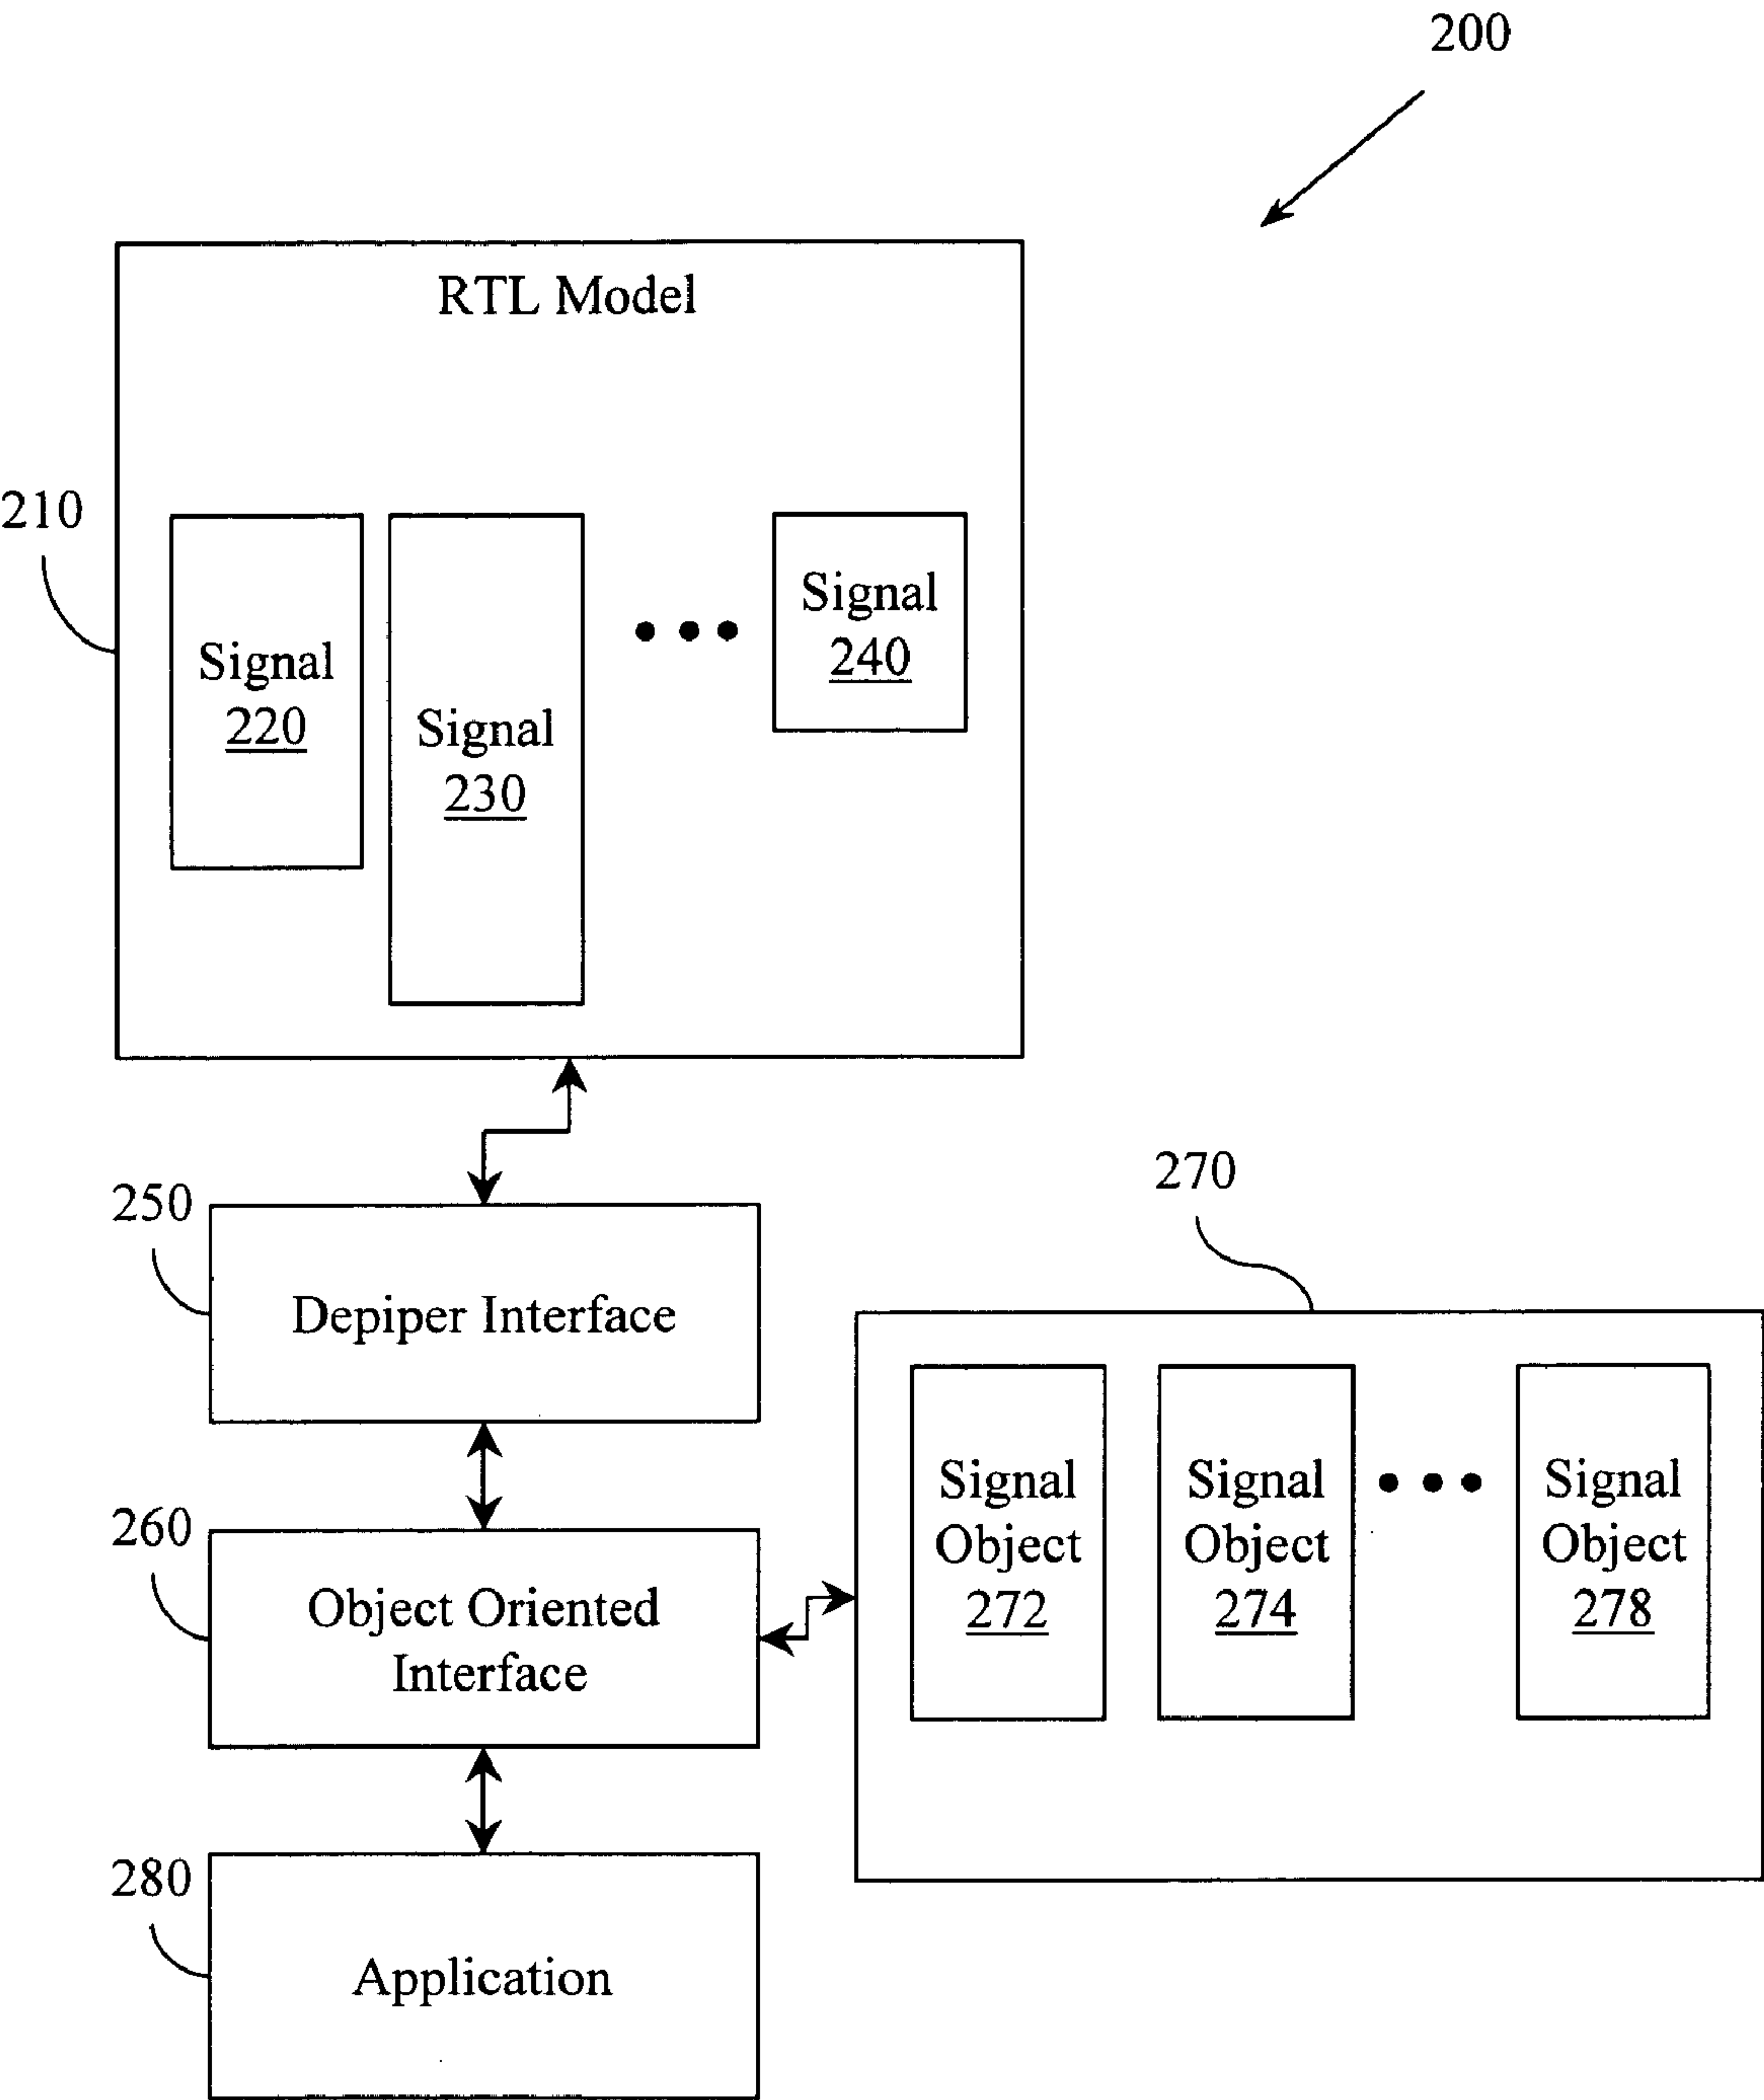 200
RTL Model
210
Signal
220
Signal
230
Signal
240
250
Depiper Interface
270
260
Object Oriented
Interface
Signal
Object
272
Signal
Object
274
Signal
Object
278
280
Application